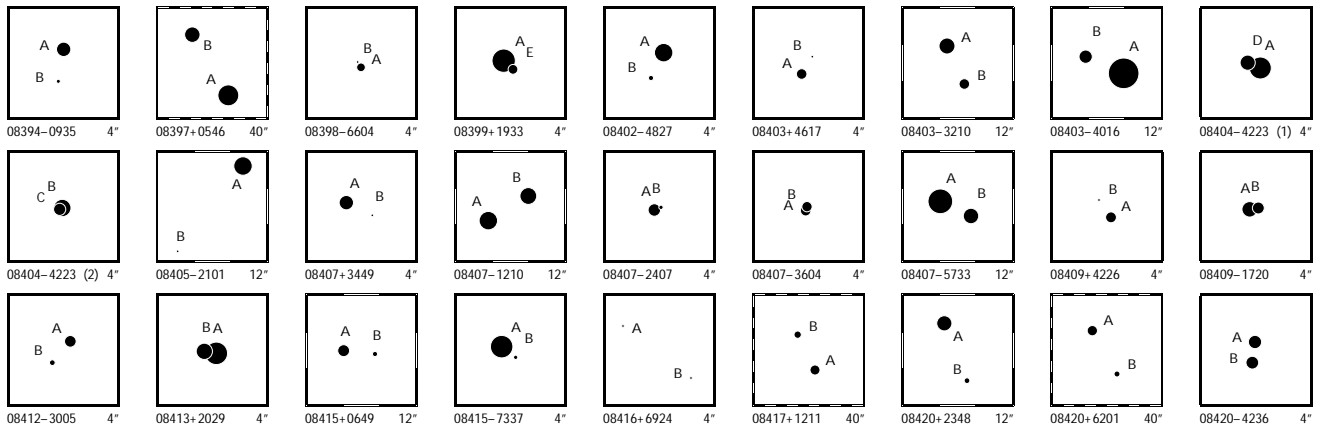 A
B
B
A
B
A
A
E
A
B
B
A
A
B
B
A
D A
08394–0935 4″
08397+0546 40″
08398–6604 4″
08399+1933 4″
08402–4827 4″
08403+4617 4″
08403–3210 12″
08403–4016 12″
08404–4223 (1) 4″
B
C
A
B
A
B
B
A
A B
B
A
A
B
B
A
A B
08404–4223 (2) 4″
08405–2101 12″
08407+3449 4″
08407–1210 12″
08407–2407 4″
08407–3604 4″
08407–5733 12″
08409+4226 4″
08409–1720 4″
A
B
B A
A B
A
B
A
B
B
A
A
B
A
B
A
B
08412–3005 4″
08413+2029 4″
08415+0649 12″
08415–7337 4″
08416+6924 4″
08417+1211 40″
08420+2348 12″
08420+6201 40″
08420–4236 4″